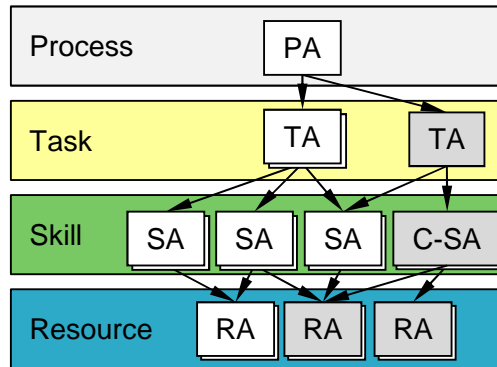 Process PA
Task TA TA
Skill SA SA SA C-SA
Resource RA RA RA